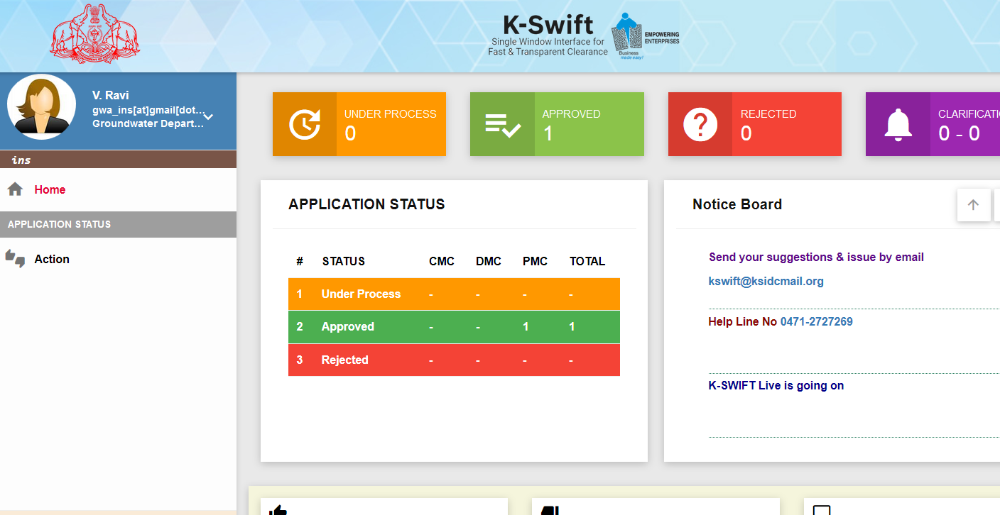 K-Swift
Single Window Interface for
Fast & Transparent Clearance
EMPOWERING
ENTERPRISES
Business
made easy!
V. Ravi
gwa_ins[at]gmail[dot...
Groundwater Depart...
ins
Home
APPLICATION STATUS
Action
UNDER PROCESS
0
APPROVED
1
REJECTED
0
CLARIFICATI
0 - 0
APPLICATION STATUS
# STATUS CMC DMC PMC TOTAL
1 Under Process - - - -
2 Approved - - 1 1
3 Rejected - - - -
Notice Board
Send your suggestions & issue by email
kswift@ksidcmail.org
Help Line No 0471-2727269
K-SWIFT Live is going on